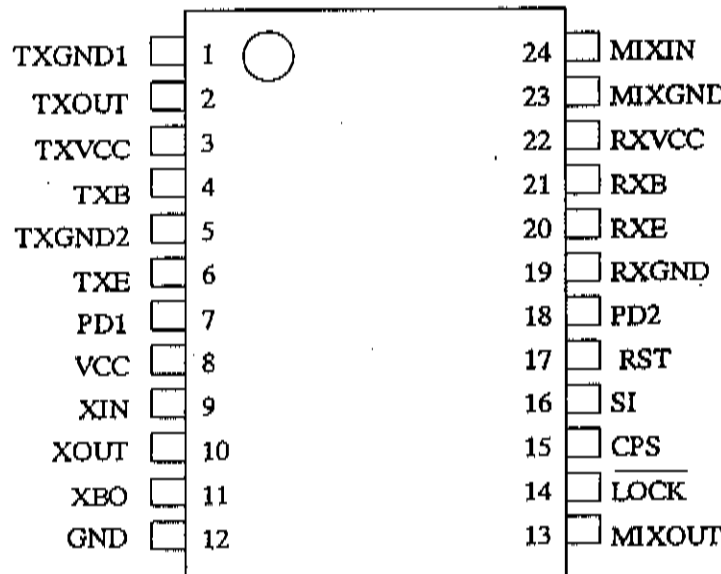 TXGND1 1 24 MIXIN
TXOUT 2 23 MIXGND
TXVCC 3 22 RXVCC
TXB 4 21 RXB
TXGND2 5 20 RXE
TXE 6 19 RXGND
PD1 7 18 PD2
VCC 8 17 RST
XIN 9 16 SI
XOUT 10 15 CPS
XBO 11 14 LOCK
GND 12 13 MIXOUT